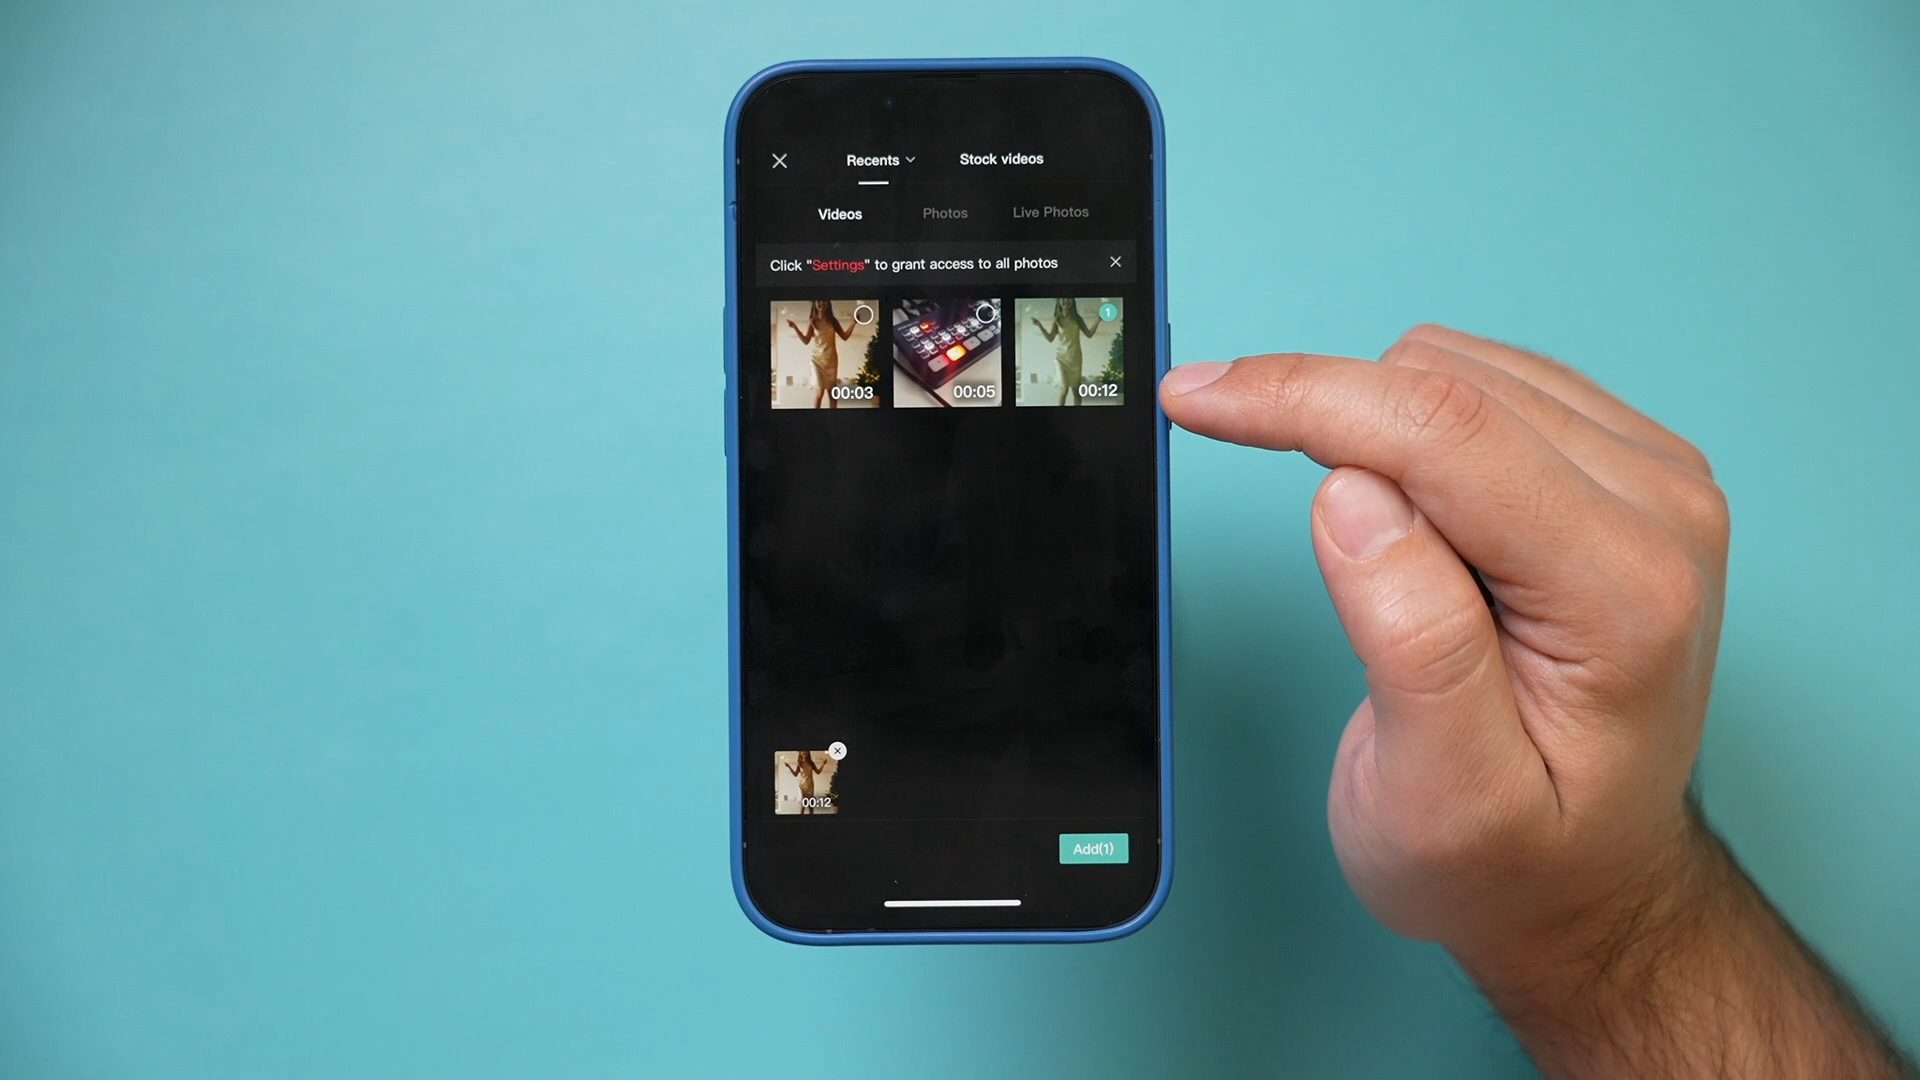 Recents Stock videos
Videos Photos Live Photos
Click "Settings" to grant access to all photos
1
00:03 00:05 00:12
00:12
Add(1)